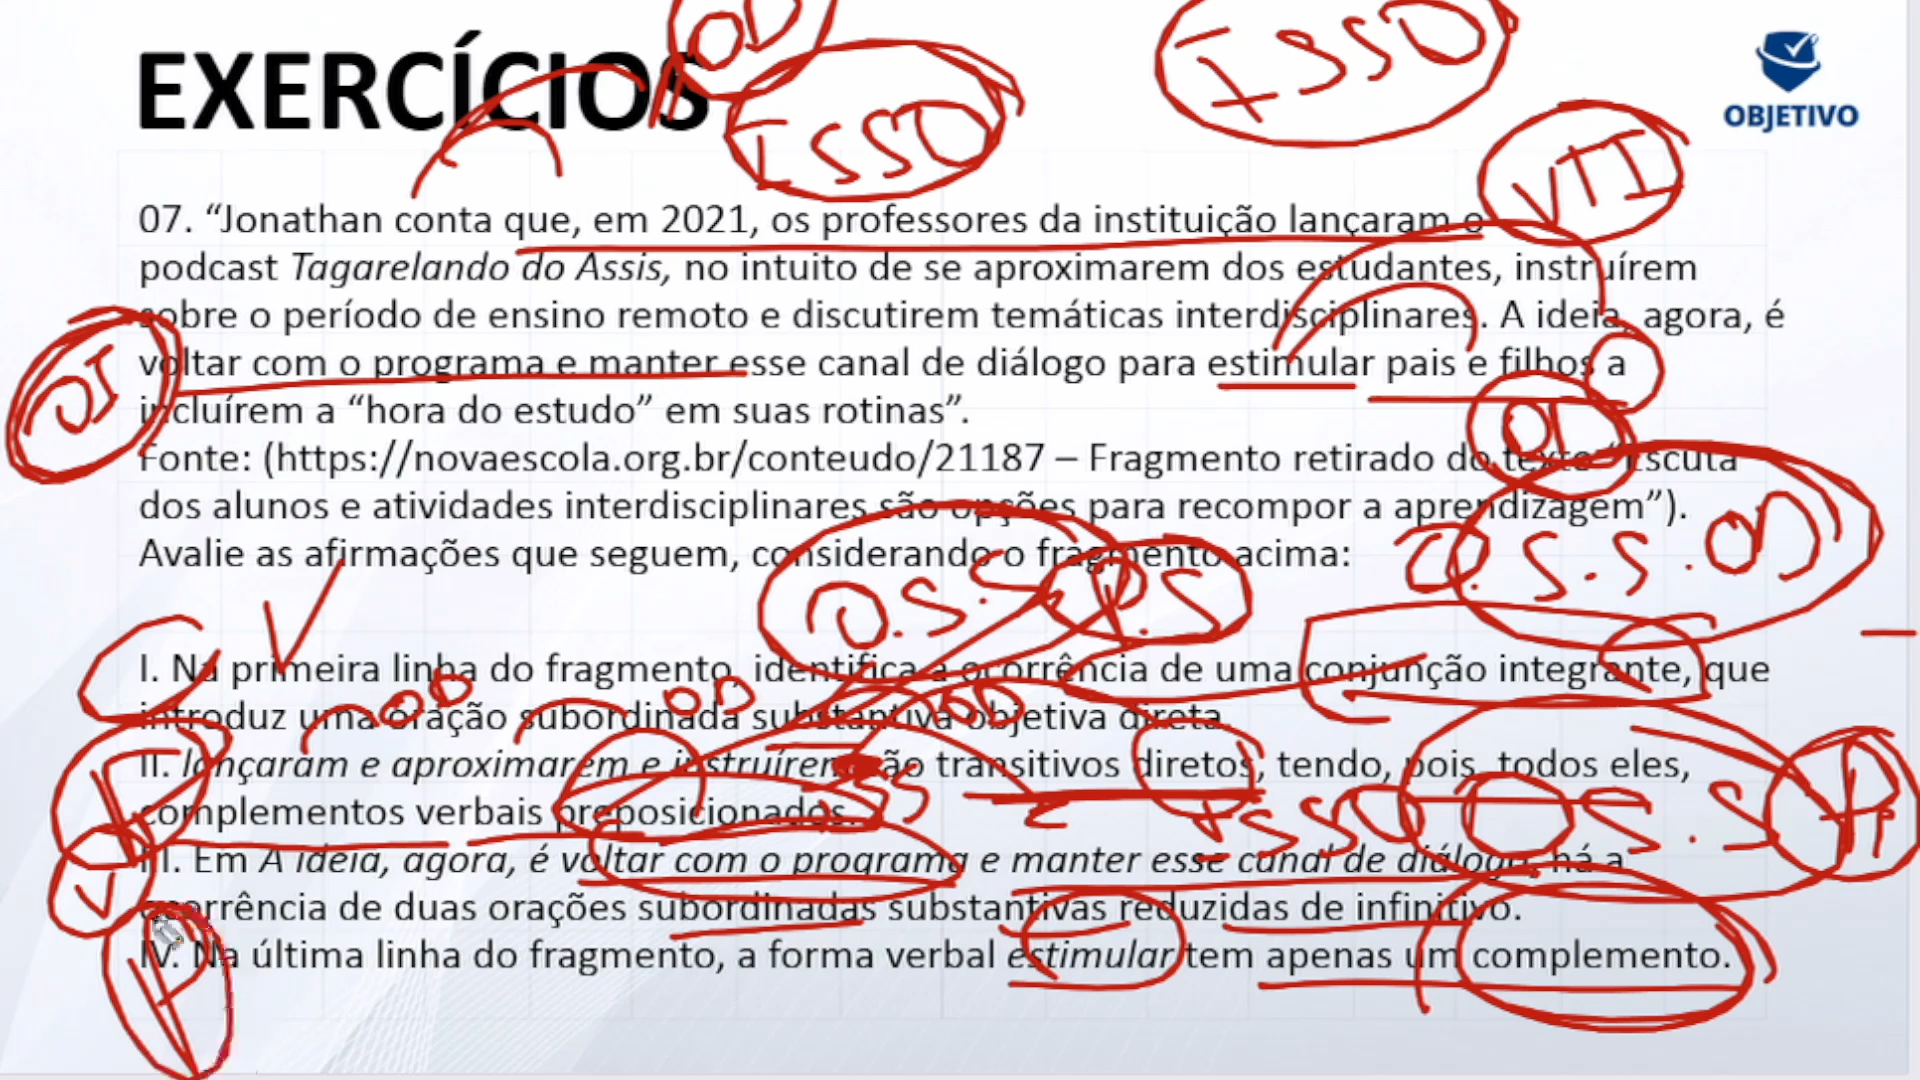 EXERCÍCIOS
OD
ISSO
ISSO
OBJETIVO
VTI
07. “Jonathan conta que, em 2021, os professores da instituição lançaram o
podcast Tagarelando do Assis, no intuito de se aproximarem dos estudantes, instruírem
sobre o período de ensino remoto e discutirem temáticas interdisciplinares. A ideia, agora, é
voltar com o programa e manter esse canal de diálogo para estimular pais e filhos a
OI
incluírem a “hora do estudo” em suas rotinas”.
OD
Fonte: (https://novaescola.org.br/conteudo/21187 – Fragmento retirado do texto “Escuta
dos alunos e atividades interdisciplinares são opções para recompor a aprendizagem”).
Avalie as afirmações que seguem, considerando o fragmento acima:
O.S.S.P.S
O.S.S.OD
I. Na primeira linha do fragmento, identifica a ocorrência de uma conjunção integrante, que
introduz uma oração subordinada substantiva objetiva direta.
OD
OD
II. lançaram e aproximarem e instruírem são transitivos diretos, tendo, pois, todos eles,
complementos verbais preposicionados.
ISSO
III. Em A ideia, agora, é voltar com o programa e manter esse canal de diálogo, há a
V
ocorrência de duas orações subordinadas substantivas reduzidas de infinitivo.
IV. Na última linha do fragmento, a forma verbal estimular tem apenas um complemento.
F